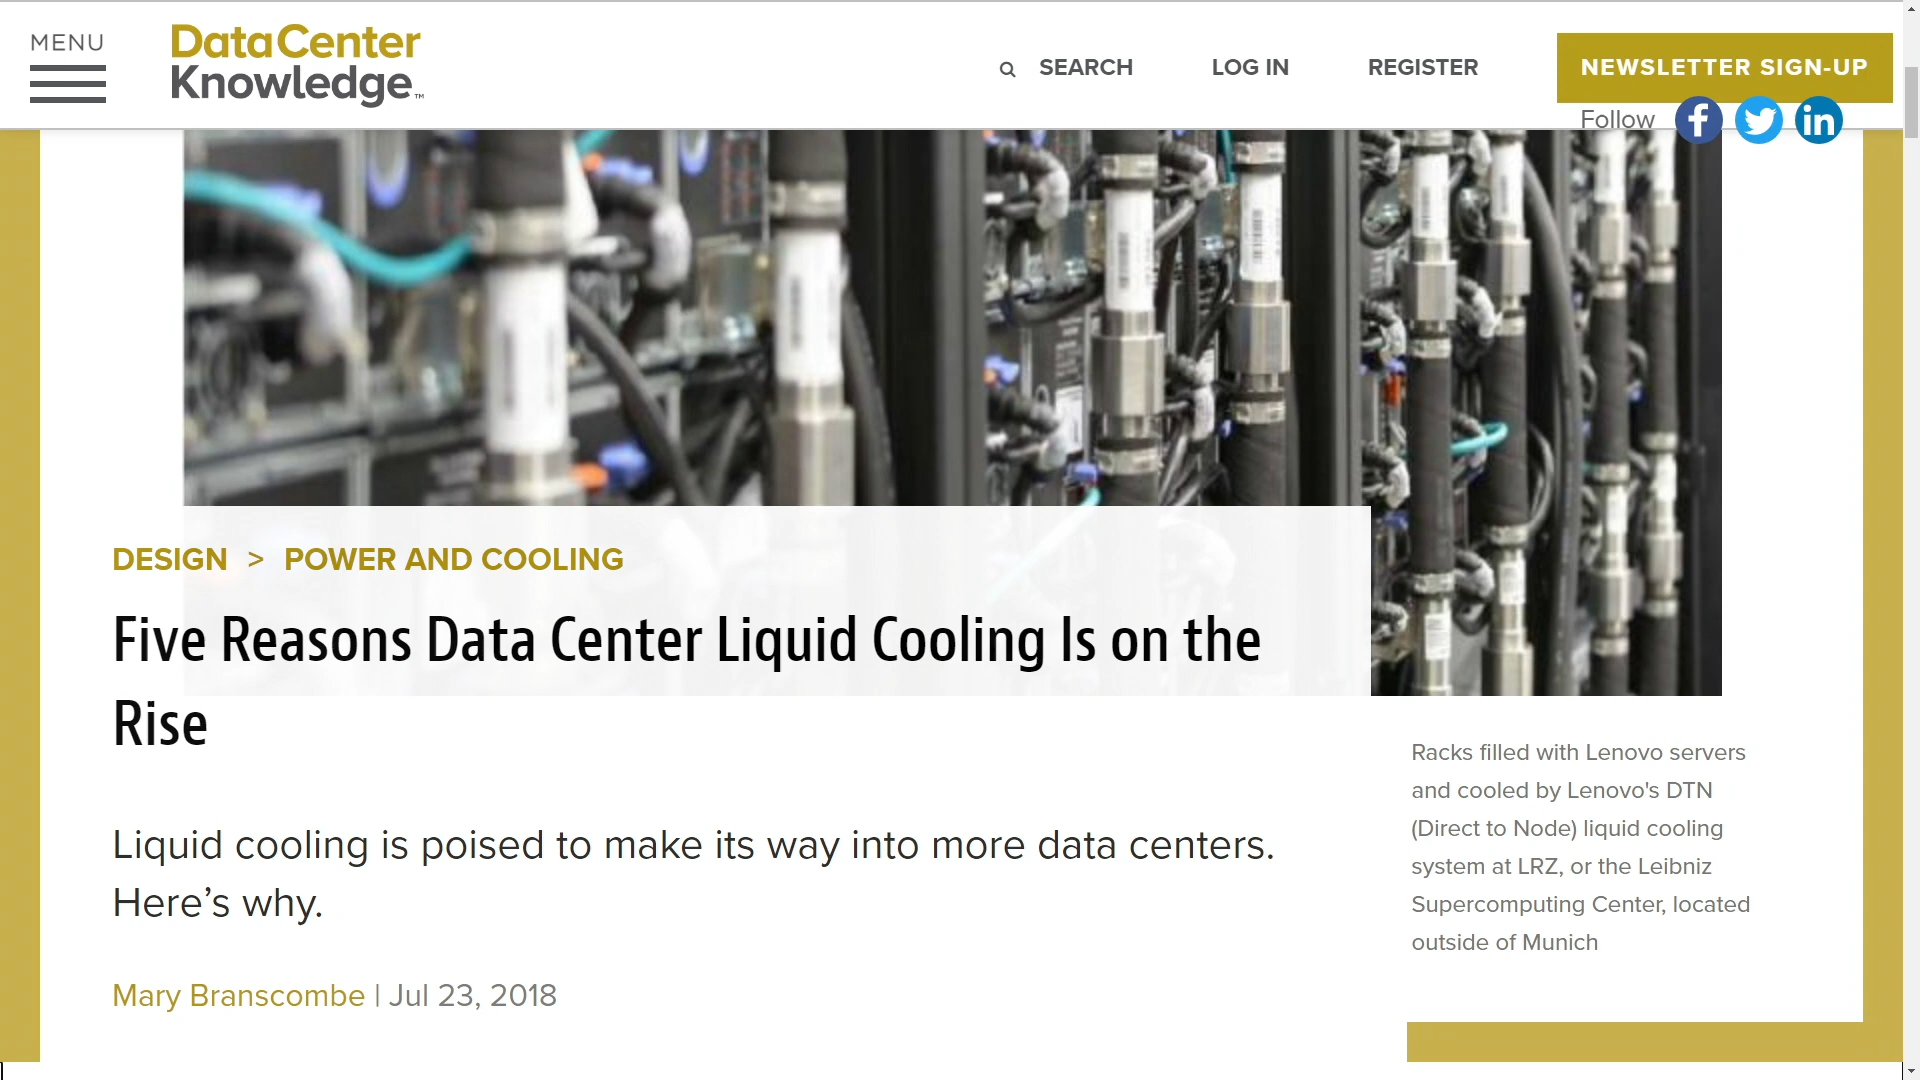 MENU
DataCenter
Knowledge™
SEARCH
LOG IN
REGISTER
NEWSLETTER SIGN-UP
Follow
DESIGN > POWER AND COOLING
Five Reasons Data Center Liquid Cooling Is on the
Rise
Liquid cooling is poised to make its way into more data centers.
Here’s why.
Mary Branscombe | Jul 23, 2018
Racks filled with Lenovo servers
and cooled by Lenovo's DTN
(Direct to Node) liquid cooling
system at LRZ, or the Leibniz
Supercomputing Center, located
outside of Munich